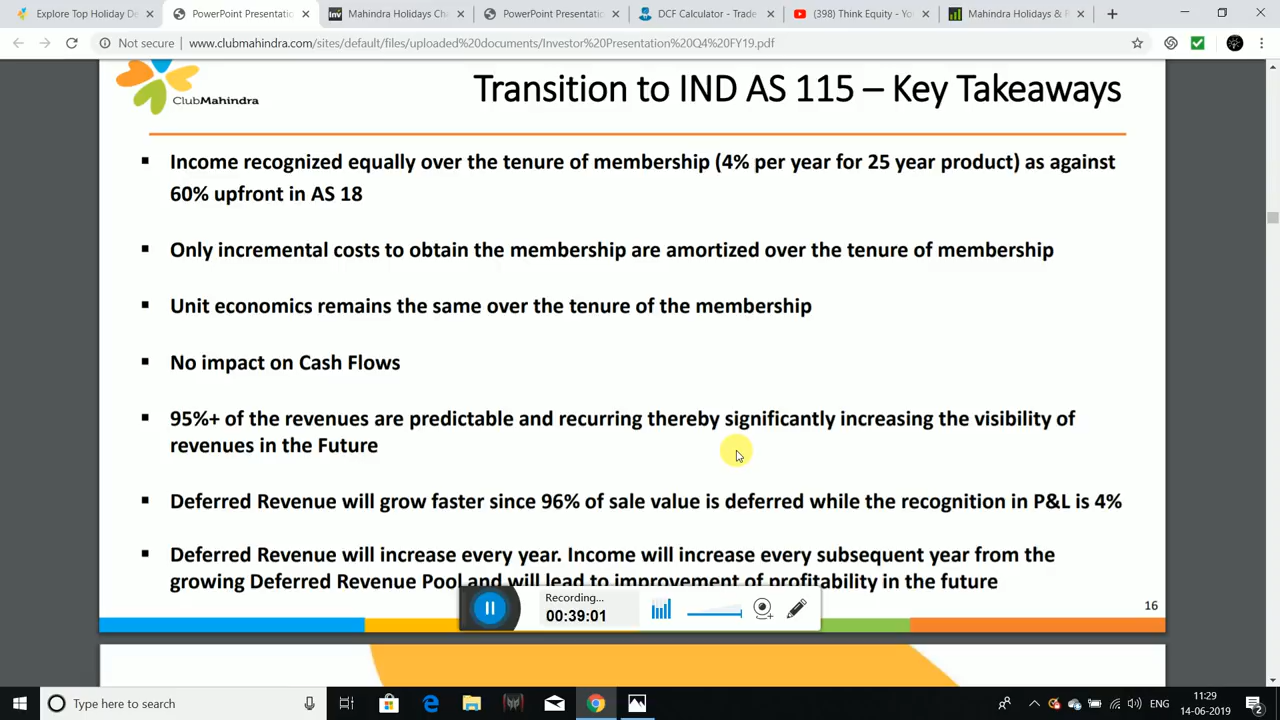 Explore Top Holiday De
PowerPoint Presentatio
Mahindra Holidays Cha
PowerPoint Presentatio
DCF Calculator - Trade
(398) Think Equity - Yo
Mahindra Holidays & R
Not secure
www.clubmahindra.com/sites/default/files/uploaded%20documents/Investor%20Presentation%20Q4%20FY19.pdf
ClubMahindra
Transition to IND AS 115 – Key Takeaways
Income recognized equally over the tenure of membership (4% per year for 25 year product) as against
60% upfront in AS 18
Only incremental costs to obtain the membership are amortized over the tenure of membership
Unit economics remains the same over the tenure of the membership
No impact on Cash Flows
95%+ of the revenues are predictable and recurring thereby significantly increasing the visibility of
revenues in the Future
Deferred Revenue will grow faster since 96% of sale value is deferred while the recognition in P&L is 4%
Deferred Revenue will increase every year. Income will increase every subsequent year from the
growing Deferred Revenue Pool and will lead to improvement of profitability in the future
Recording...
00:39:01
16
Type here to search
ENG
11:29
14-06-2019
2